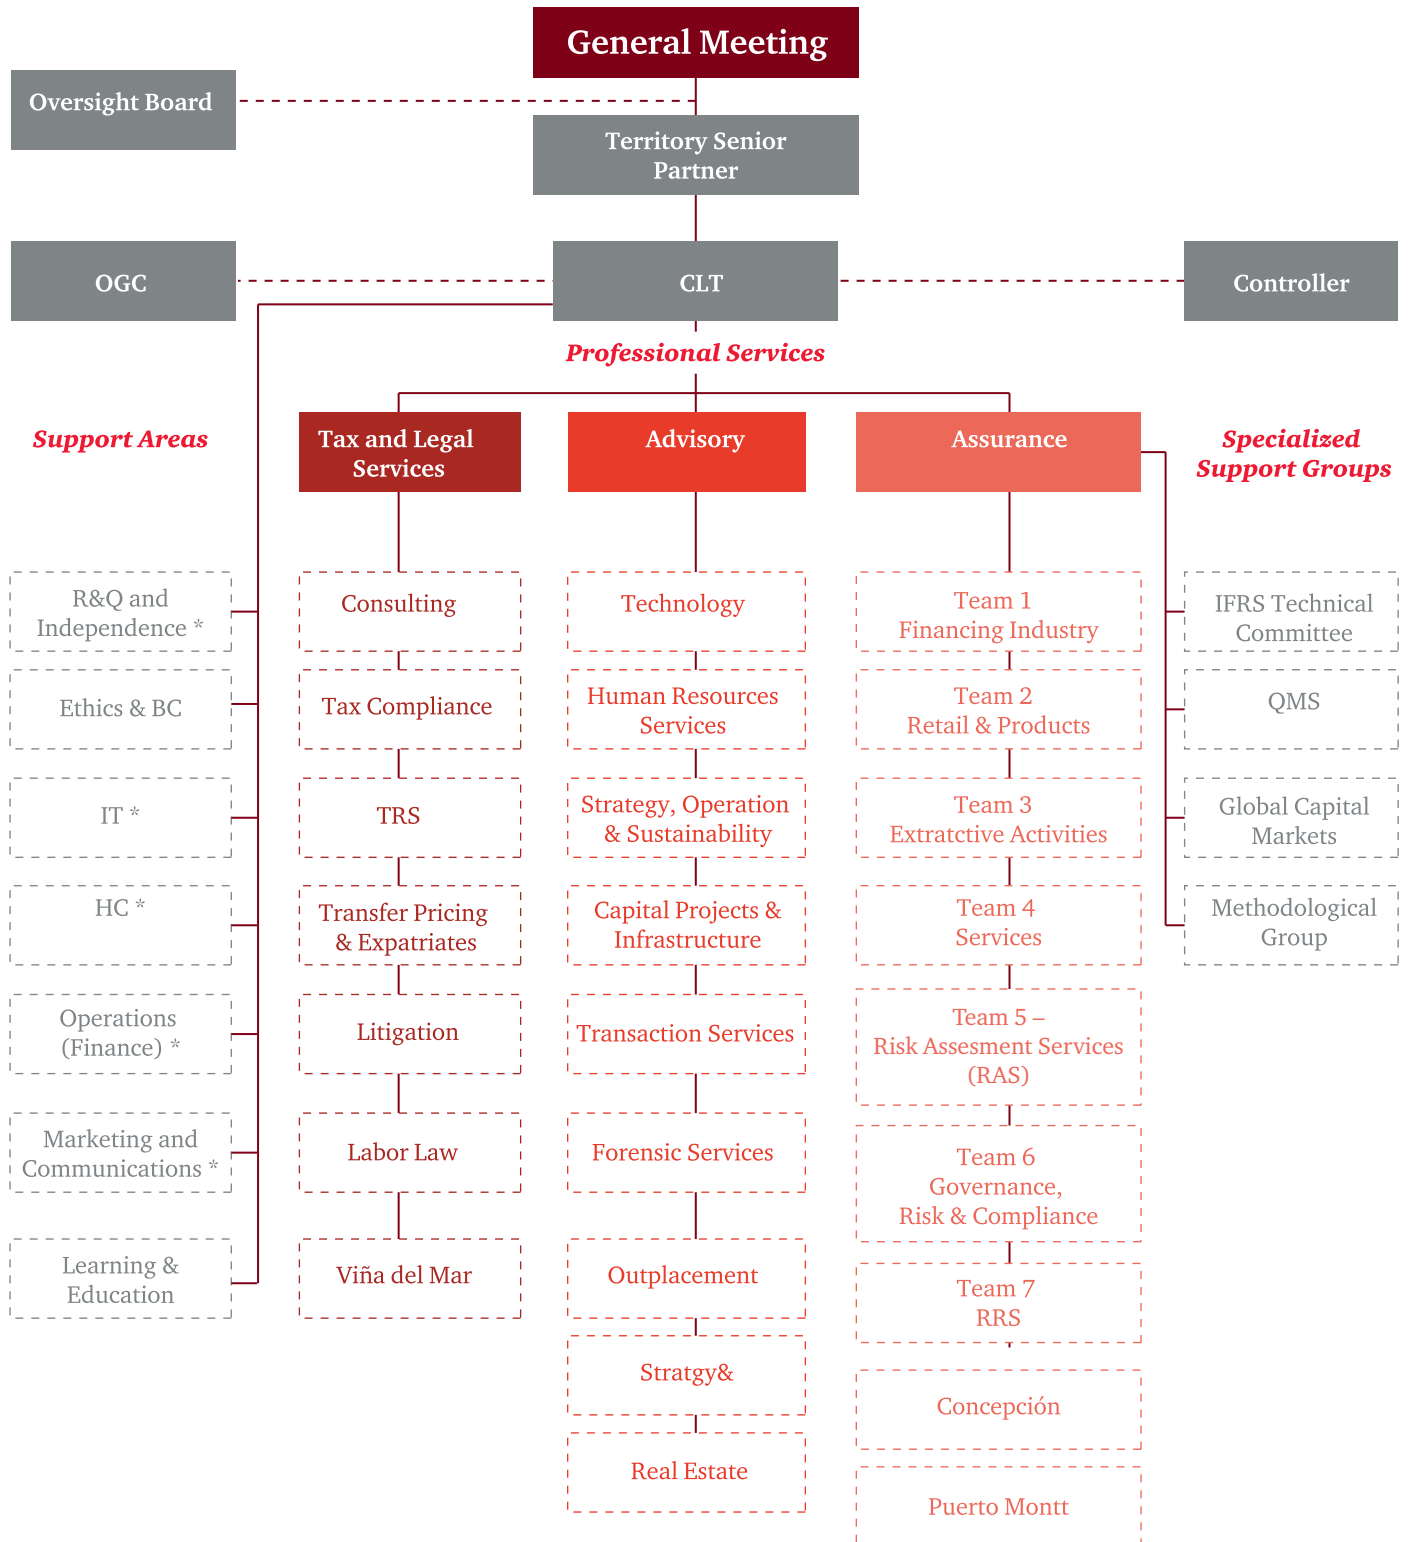 General Meeting
Oversight Board
Territory Senior
Partner
OGC
CLT
Controller
Professional Services
Support Areas
Tax and Legal
Services
Advisory
Assurance
Specialized
Support Groups
R&Q and
Independence *
Ethics & BC
IT *
HC *
Operations
(Finance) *
Marketing and
Communications *
Learning &
Education
Consulting
Tax Compliance
TRS
Transfer Pricing
& Expatriates
Litigation
Labor Law
Viña del Mar
Technology
Human Resources
Services
Strategy, Operation
& Sustainability
Capital Projects &
Infrastructure
Transaction Services
Forensic Services
Outplacement
Stratgy&
Real Estate
Team 1
Financing Industry
Team 2
Retail & Products
Team 3
Extratctive Activities
Team 4
Services
Team 5 –
Risk Assesment Services
(RAS)
Team 6
Governance,
Risk & Compliance
Team 7
RRS
Concepción
Puerto Montt
IFRS Technical
Committee
QMS
Global Capital
Markets
Methodological
Group